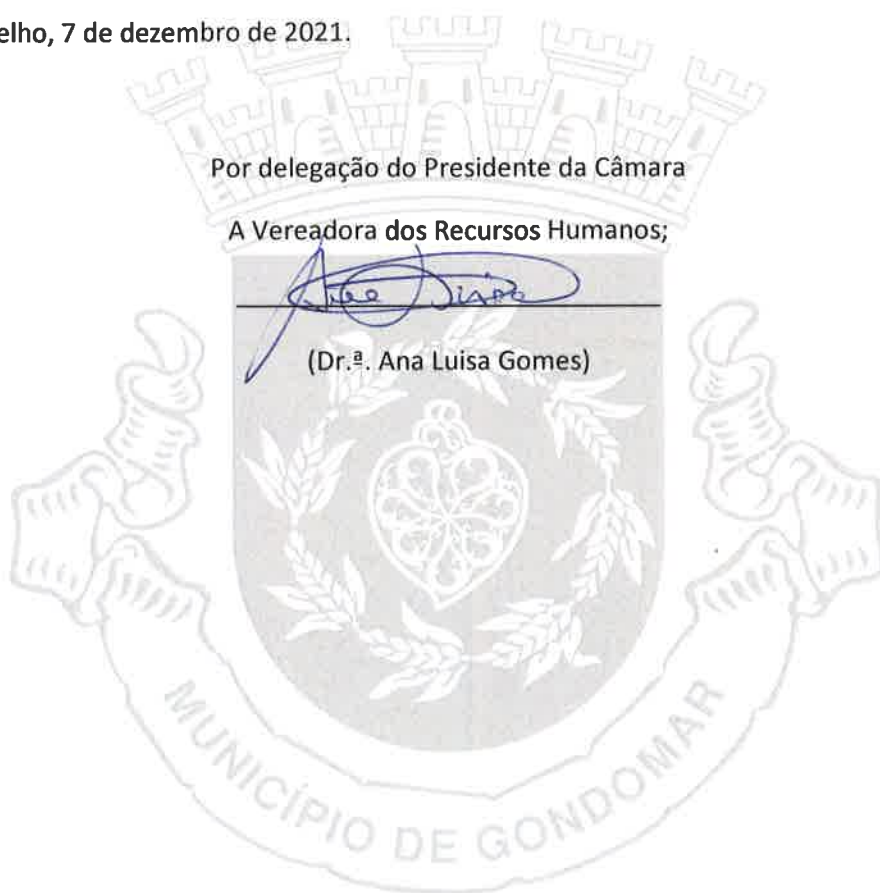 elho, 7 de dezembro de 2021.
Por delegação do Presidente da Câmara
A Vereadora dos Recursos Humanos;
(Dr.ª. Ana Luisa Gomes)
MUNICÍPIO DE GONDOMAR